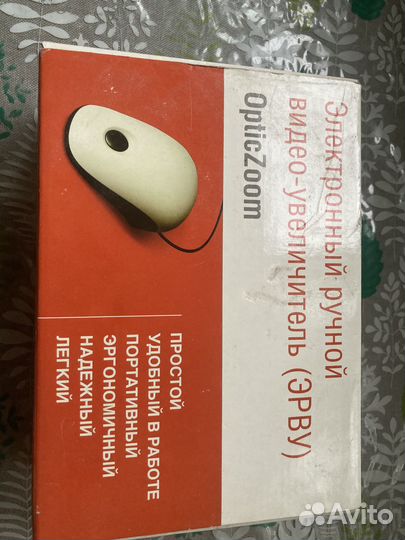 Электронный ручной
видео-увеличитель (ЭРВУ)
OpticZoom
ПРОСТОЙ
УДОБНЫЙ В РАБОТЕ
ПОРТАТИВНЫЙ
ЭРГОНОМИЧНЫЙ
НАДЕЖНЫЙ
ЛЕГКИЙ
Avito